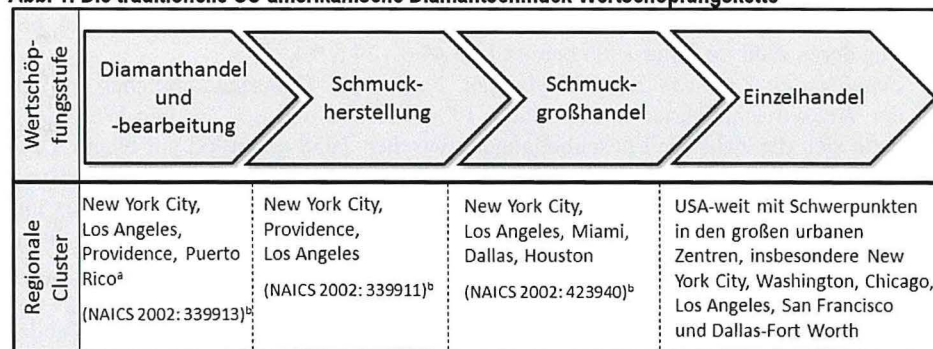 Abb. 1: Die traditionelle US-amerikanische Diamantschmuck-Wertschöpfungskette
Wertschöp-
fungsstufe
Diamanthandel
und
-bearbeitung
Schmuck-
herstellung
Schmuck-
großhandel
Einzelhandel
Regionale
Cluster
New York City,
Los Angeles,
Providence, Puerto
Ricoᵃ
(NAICS 2002: 339913)ᵇ
New York City,
Providence,
Los Angeles
(NAICS 2002: 339911)ᵇ
New York City,
Los Angeles, Miami,
Dallas, Houston
(NAICS 2002: 423940)ᵇ
USA-weit mit Schwerpunkten
in den großen urbanen
Zentren, insbesondere New
York City, Washington, Chicago,
Los Angeles, San Francisco
und Dallas-Fort Worth